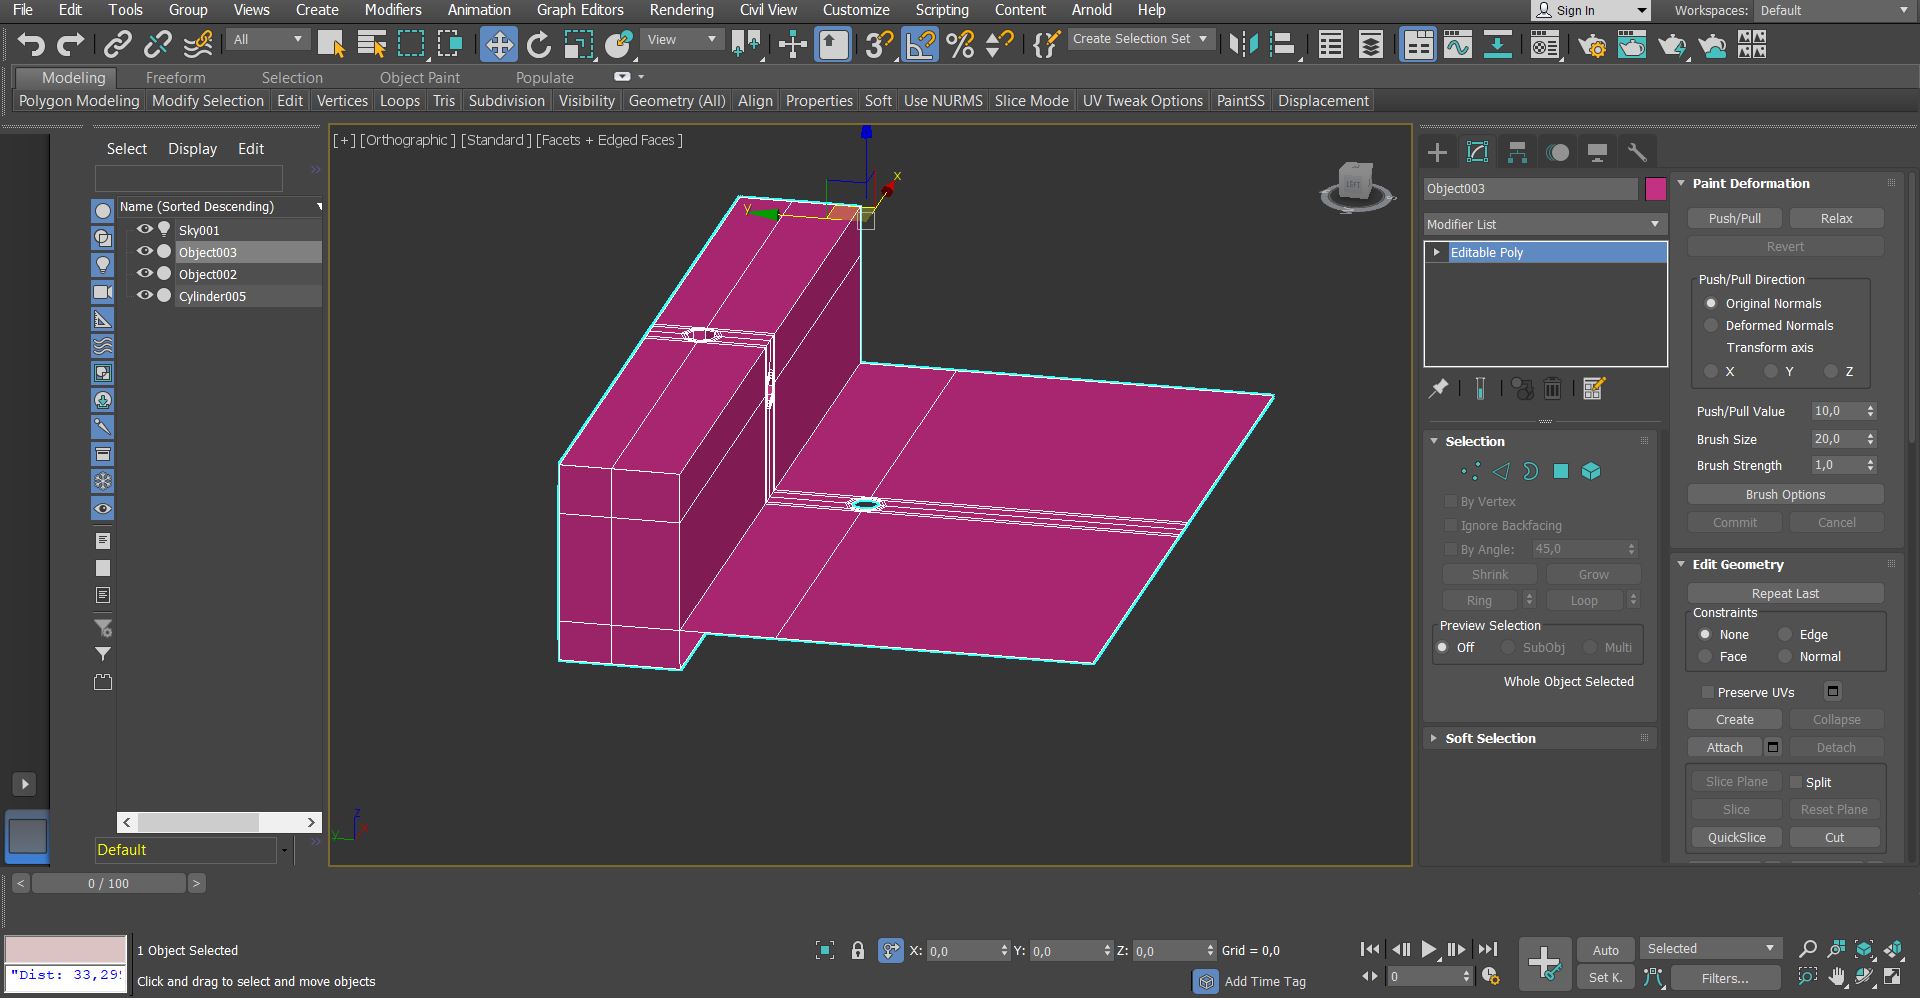 File Edit Tools Group Views Create Modifiers Animation Graph Editors Rendering Civil View Customize Scripting Content Arnold Help
Sign In Workspaces: Default
All View Create Selection Set
Modeling Freeform Selection Object Paint Populate
Polygon Modeling Modify Selection Edit Vertices Loops Tris Subdivision Visibility Geometry (All) Align Properties Soft Use NURMS Slice Mode UV Tweak Options PaintSS Displacement
Select Display Edit
Name (Sorted Descending)
Sky001
Object003
Object002
Cylinder005
Default
[+] [Orthographic ] [Standard ] [Facets + Edged Faces ]
x
y
LEFT
z
y
x
Object003
Modifier List
Editable Poly
Selection
By Vertex
Ignore Backfacing
By Angle: 45,0
Shrink Grow
Ring Loop
Preview Selection
Off SubObj Multi
Whole Object Selected
Soft Selection
Paint Deformation
Push/Pull Relax
Revert
Push/Pull Direction
Original Normals
Deformed Normals
Transform axis
X Y Z
Push/Pull Value 10,0
Brush Size 20,0
Brush Strength 1,0
Brush Options
Commit Cancel
Edit Geometry
Repeat Last
Constraints
None Edge
Face Normal
Preserve UVs
Create Collapse
Attach Detach
Slice Plane Split
Slice Reset Plane
QuickSlice Cut
< 0 / 100 >
"Dist: 33,29
1 Object Selected
Click and drag to select and move objects
X: 0,0 Y: 0,0 Z: 0,0 Grid = 0,0
Add Time Tag
0
Auto Selected
Set K. Filters...